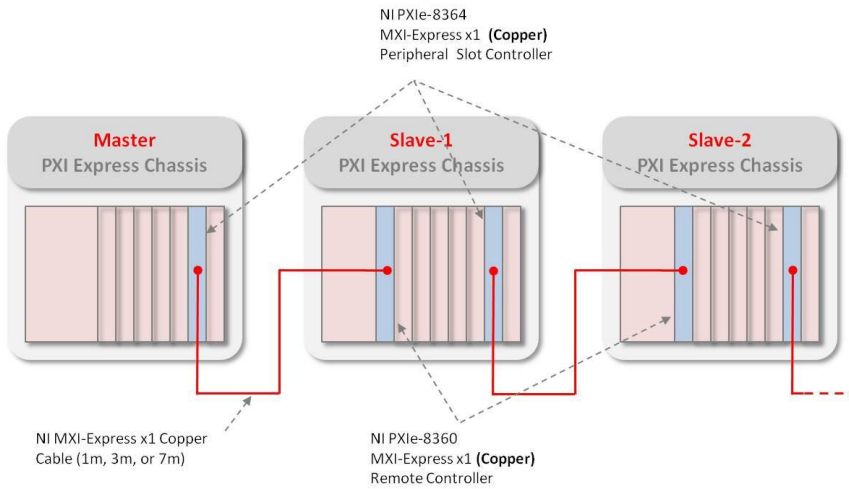 NI PXIe-8364
MXI-Express x1 (Copper)
Peripheral Slot Controller
Master
PXI Express Chassis
Slave-1
PXI Express Chassis
Slave-2
PXI Express Chassis
NI MXI-Express x1 Copper
Cable (1m, 3m, or 7m)
NI PXIe-8360
MXI-Express x1 (Copper)
Remote Controller